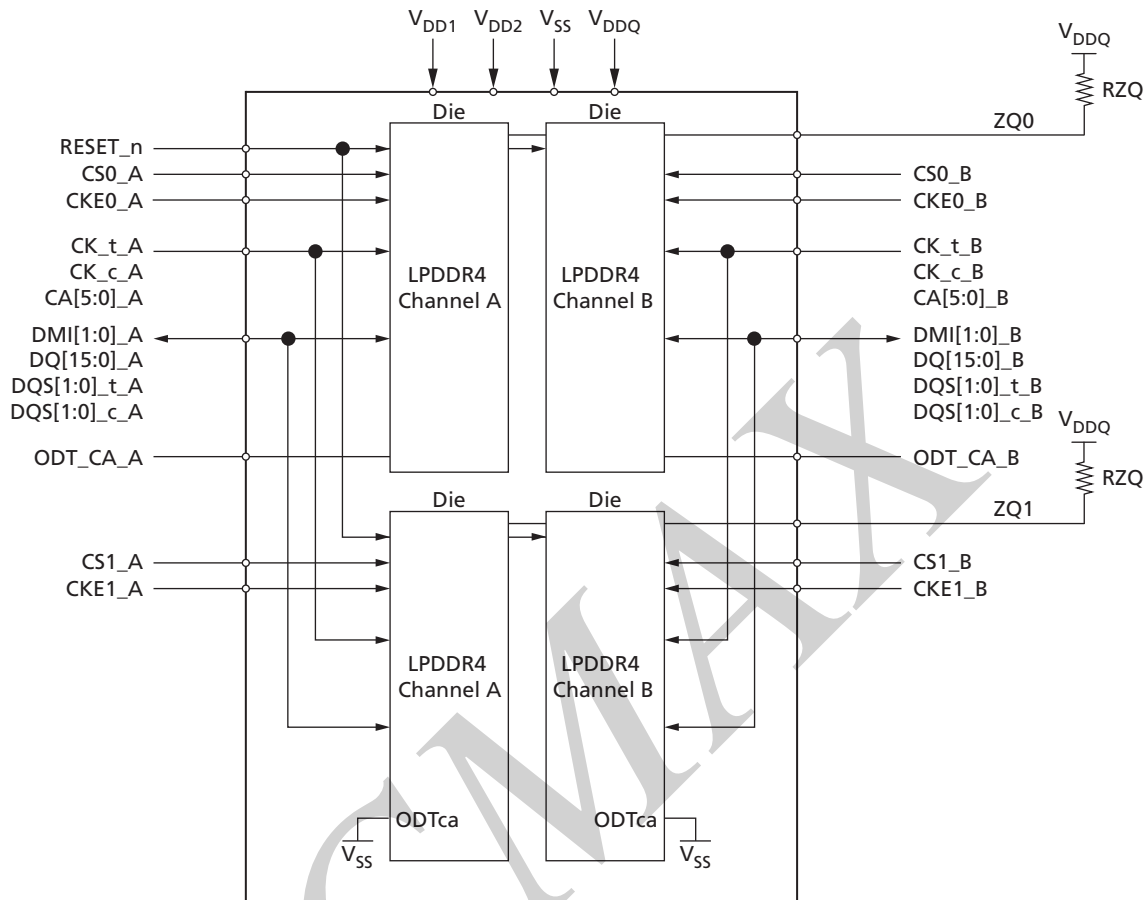 VDD1 VDD2 VSS VDDQ
VDDQ
RZQ
ZQ0
Die Die
RESET_n
CS0_A CS0_B
CKE0_A CKE0_B
CK_t_A CK_t_B
CK_c_A CK_c_B
CA[5:0]_A CA[5:0]_B
LPDDR4 LPDDR4
Channel A Channel B
DMI[1:0]_A DMI[1:0]_B
DQ[15:0]_A DQ[15:0]_B
DQS[1:0]_t_A DQS[1:0]_t_B
DQS[1:0]_c_A DQS[1:0]_c_B
VDDQ
ODT_CA_A ODT_CA_B
RZQ
Die Die
ZQ1
CS1_A CS1_B
CKE1_A CKE1_B
LPDDR4 LPDDR4
Channel A Channel B
ODTca ODTca
VSS VSS
CMAX